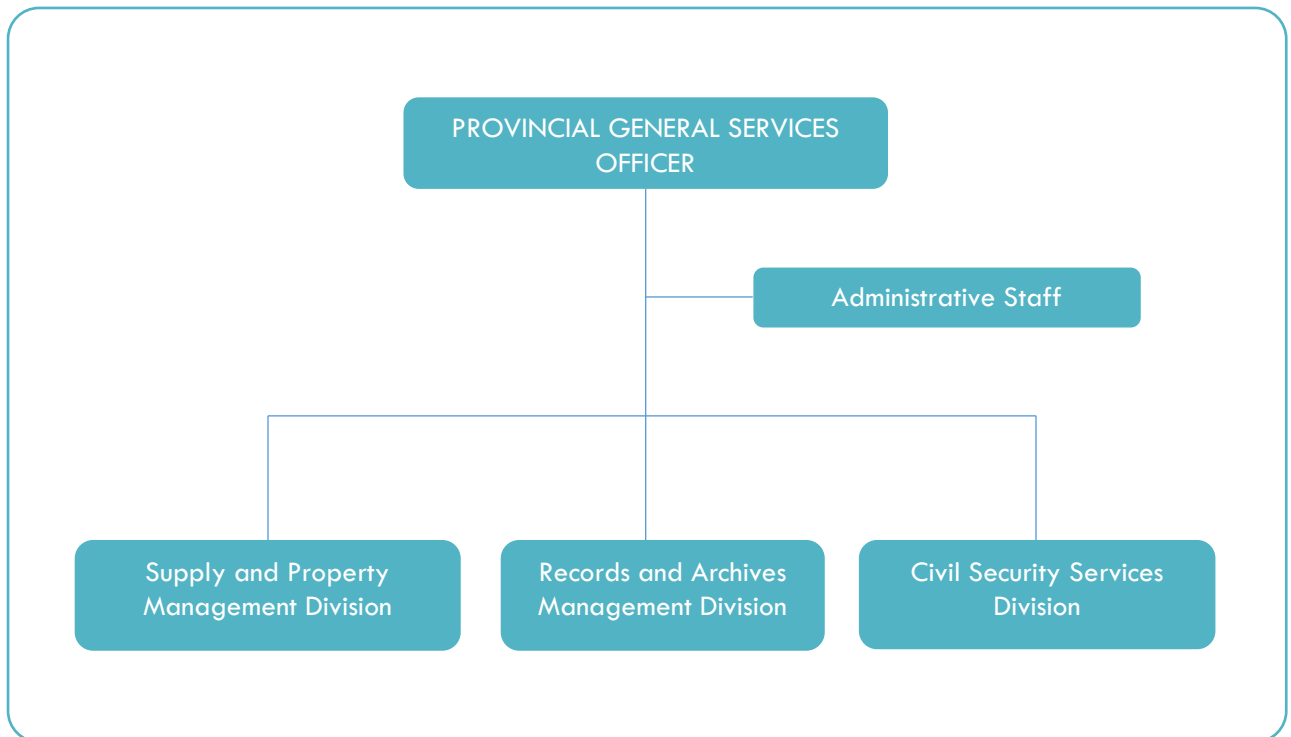 PROVINCIAL GENERAL SERVICES
OFFICER
Administrative Staff
Supply and Property
Management Division
Records and Archives
Management Division
Civil Security Services
Division